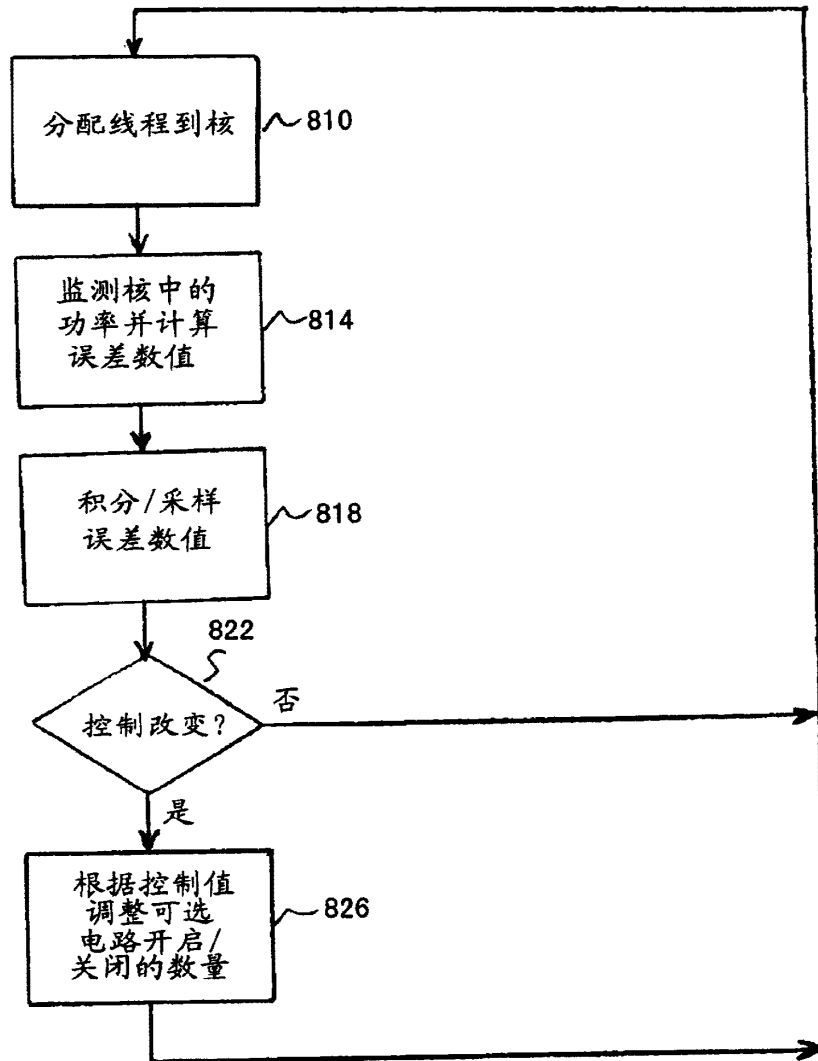 分配线程到核
810
监测核中的
功率并计算
误差数值
814
积分/采样
误差数值
818
822
控制改变?
否
是
根据控制值
调整可选
电路开启/
关闭的数量
826